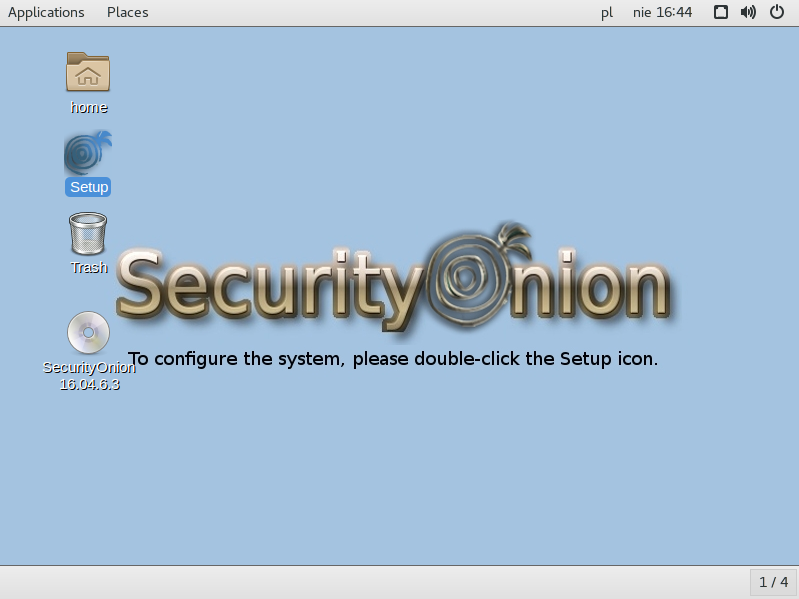 Applications Places pl nie 16:44
home
Setup
Trash
SecurityOnion
SecurityOnion
16.04.6.3
To configure the system, please double-click the Setup icon.
1 / 4